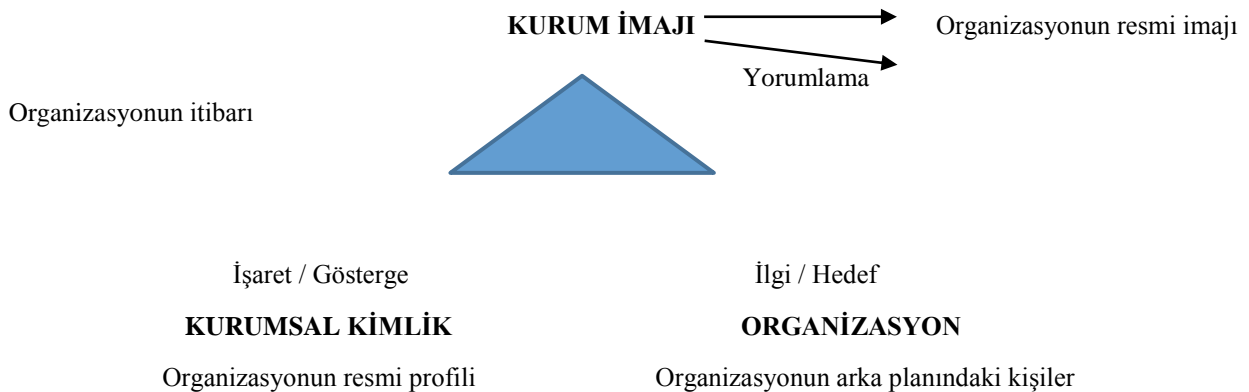 KURUM İMAJI Organizasyonun resmi imajı
Yorumlama
Organizasyonun itibarı
İşaret / Gösterge İlgi / Hedef
KURUMSAL KİMLİK ORGANİZASYON
Organizasyonun resmi profili Organizasyonun arka planındaki kişiler